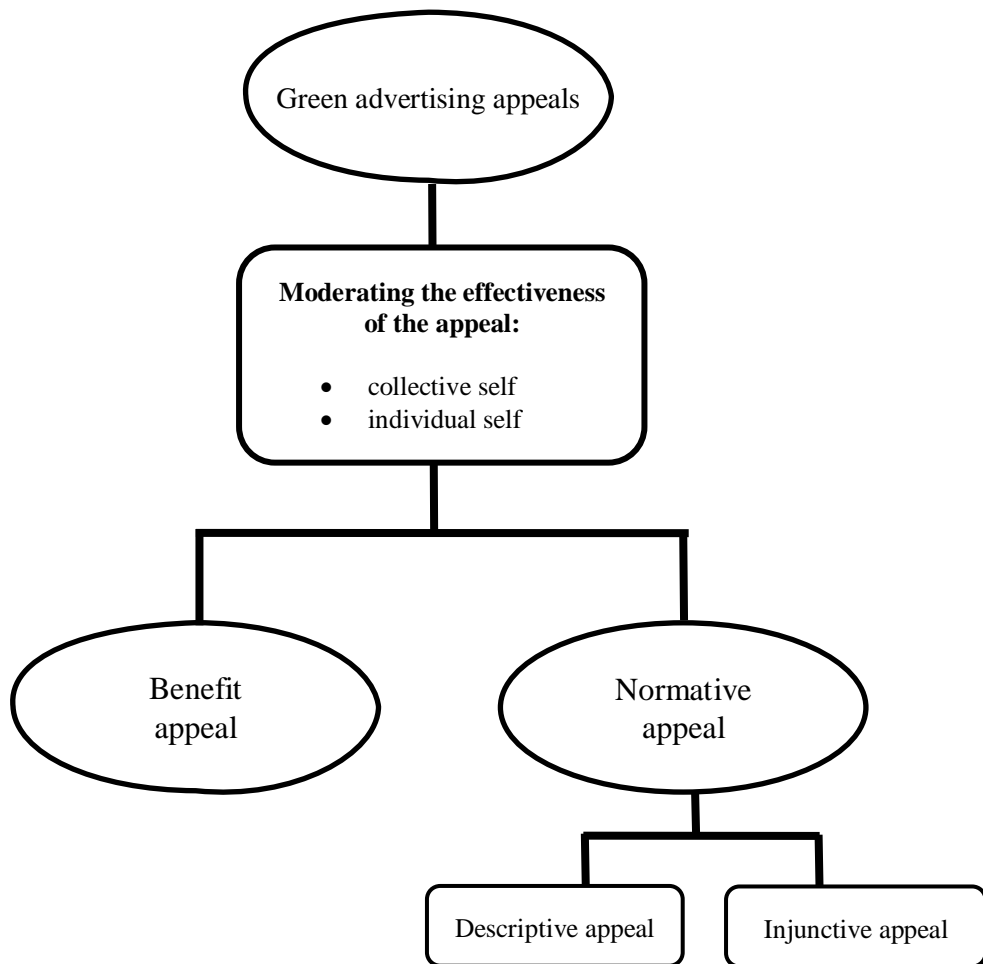 Green advertising appeals
Moderating the effectiveness
of the appeal:
• collective self
• individual self
Benefit
appeal
Normative
appeal
Descriptive appeal
Injunctive appeal